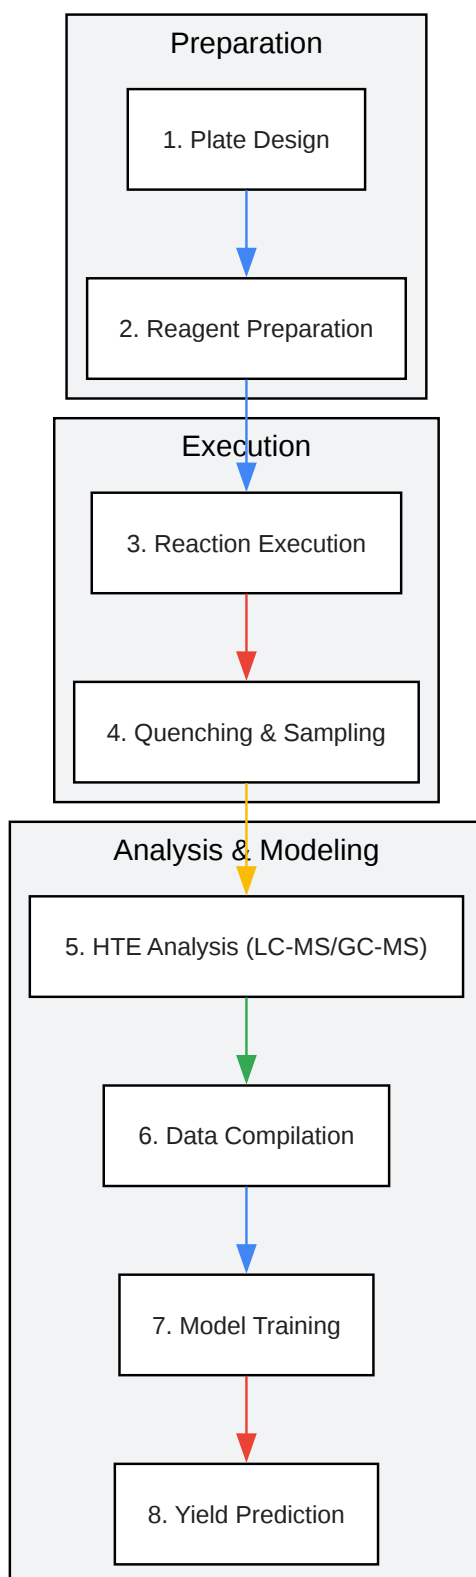 Preparation
1. Plate Design
2. Reagent Preparation
Execution
3. Reaction Execution
4. Quenching & Sampling
Analysis & Modeling
5. HTE Analysis (LC-MS/GC-MS)
6. Data Compilation
7. Model Training
8. Yield Prediction